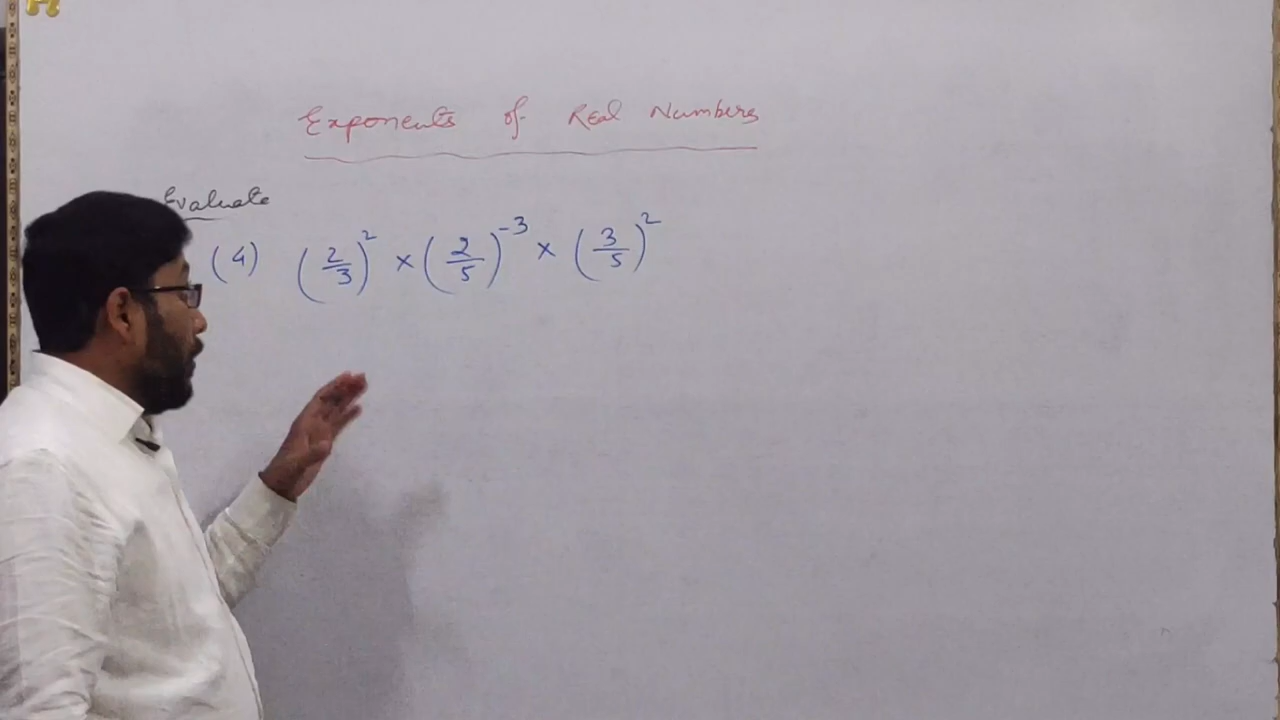 Exponents of Real Numbers
Evaluate
(4) (2/3)^2 × (2/5)^-3 × (3/5)^2